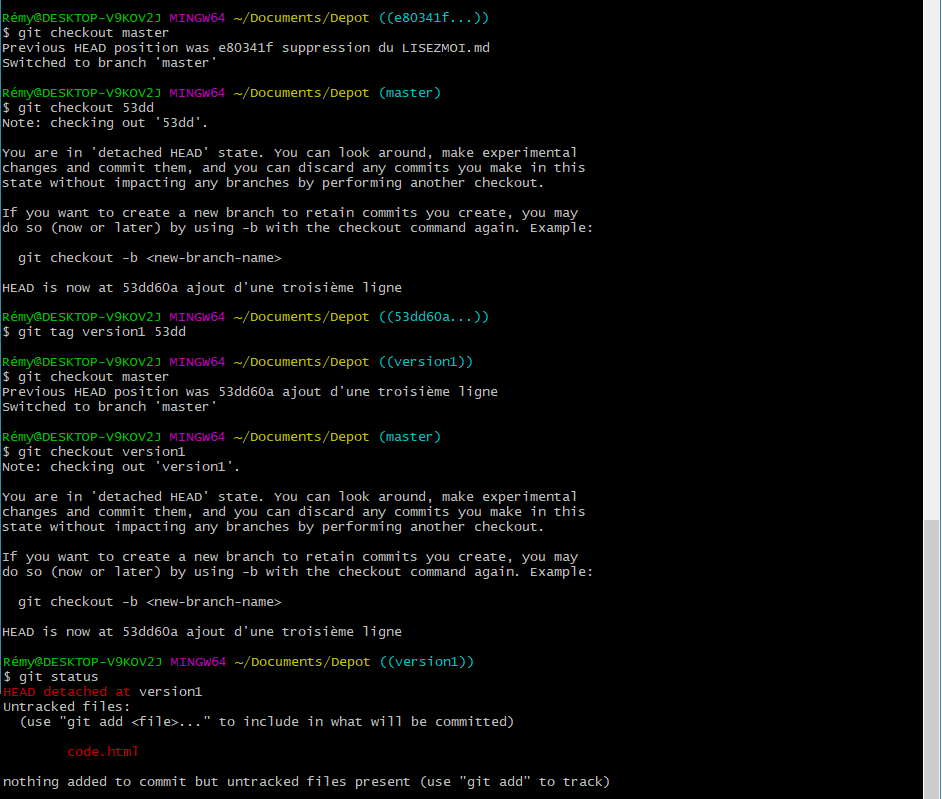 Rémy@DESKTOP-V9KOV2J MINGW64 ~/Documents/Depot ((e80341f...))
$ git checkout master
Previous HEAD position was e80341f suppression du LISEZMOI.md
Switched to branch 'master'
Rémy@DESKTOP-V9KOV2J MINGW64 ~/Documents/Depot (master)
$ git checkout 53dd
Note: checking out '53dd'.
You are in 'detached HEAD' state. You can look around, make experimental
changes and commit them, and you can discard any commits you make in this
state without impacting any branches by performing another checkout.
If you want to create a new branch to retain commits you create, you may
do so (now or later) by using -b with the checkout command again. Example:
git checkout -b <new-branch-name>
HEAD is now at 53dd60a ajout d'une troisième ligne
Rémy@DESKTOP-V9KOV2J MINGW64 ~/Documents/Depot ((53dd60a...))
$ git tag version1 53dd
Rémy@DESKTOP-V9KOV2J MINGW64 ~/Documents/Depot ((version1))
$ git checkout master
Previous HEAD position was 53dd60a ajout d'une troisième ligne
Switched to branch 'master'
Rémy@DESKTOP-V9KOV2J MINGW64 ~/Documents/Depot (master)
$ git checkout version1
Note: checking out 'version1'.
You are in 'detached HEAD' state. You can look around, make experimental
changes and commit them, and you can discard any commits you make in this
state without impacting any branches by performing another checkout.
If you want to create a new branch to retain commits you create, you may
do so (now or later) by using -b with the checkout command again. Example:
git checkout -b <new-branch-name>
HEAD is now at 53dd60a ajout d'une troisième ligne
Rémy@DESKTOP-V9KOV2J MINGW64 ~/Documents/Depot ((version1))
$ git status
HEAD detached at version1
Untracked files:
(use "git add <file>..." to include in what will be committed)
code.html
nothing added to commit but untracked files present (use "git add" to track)